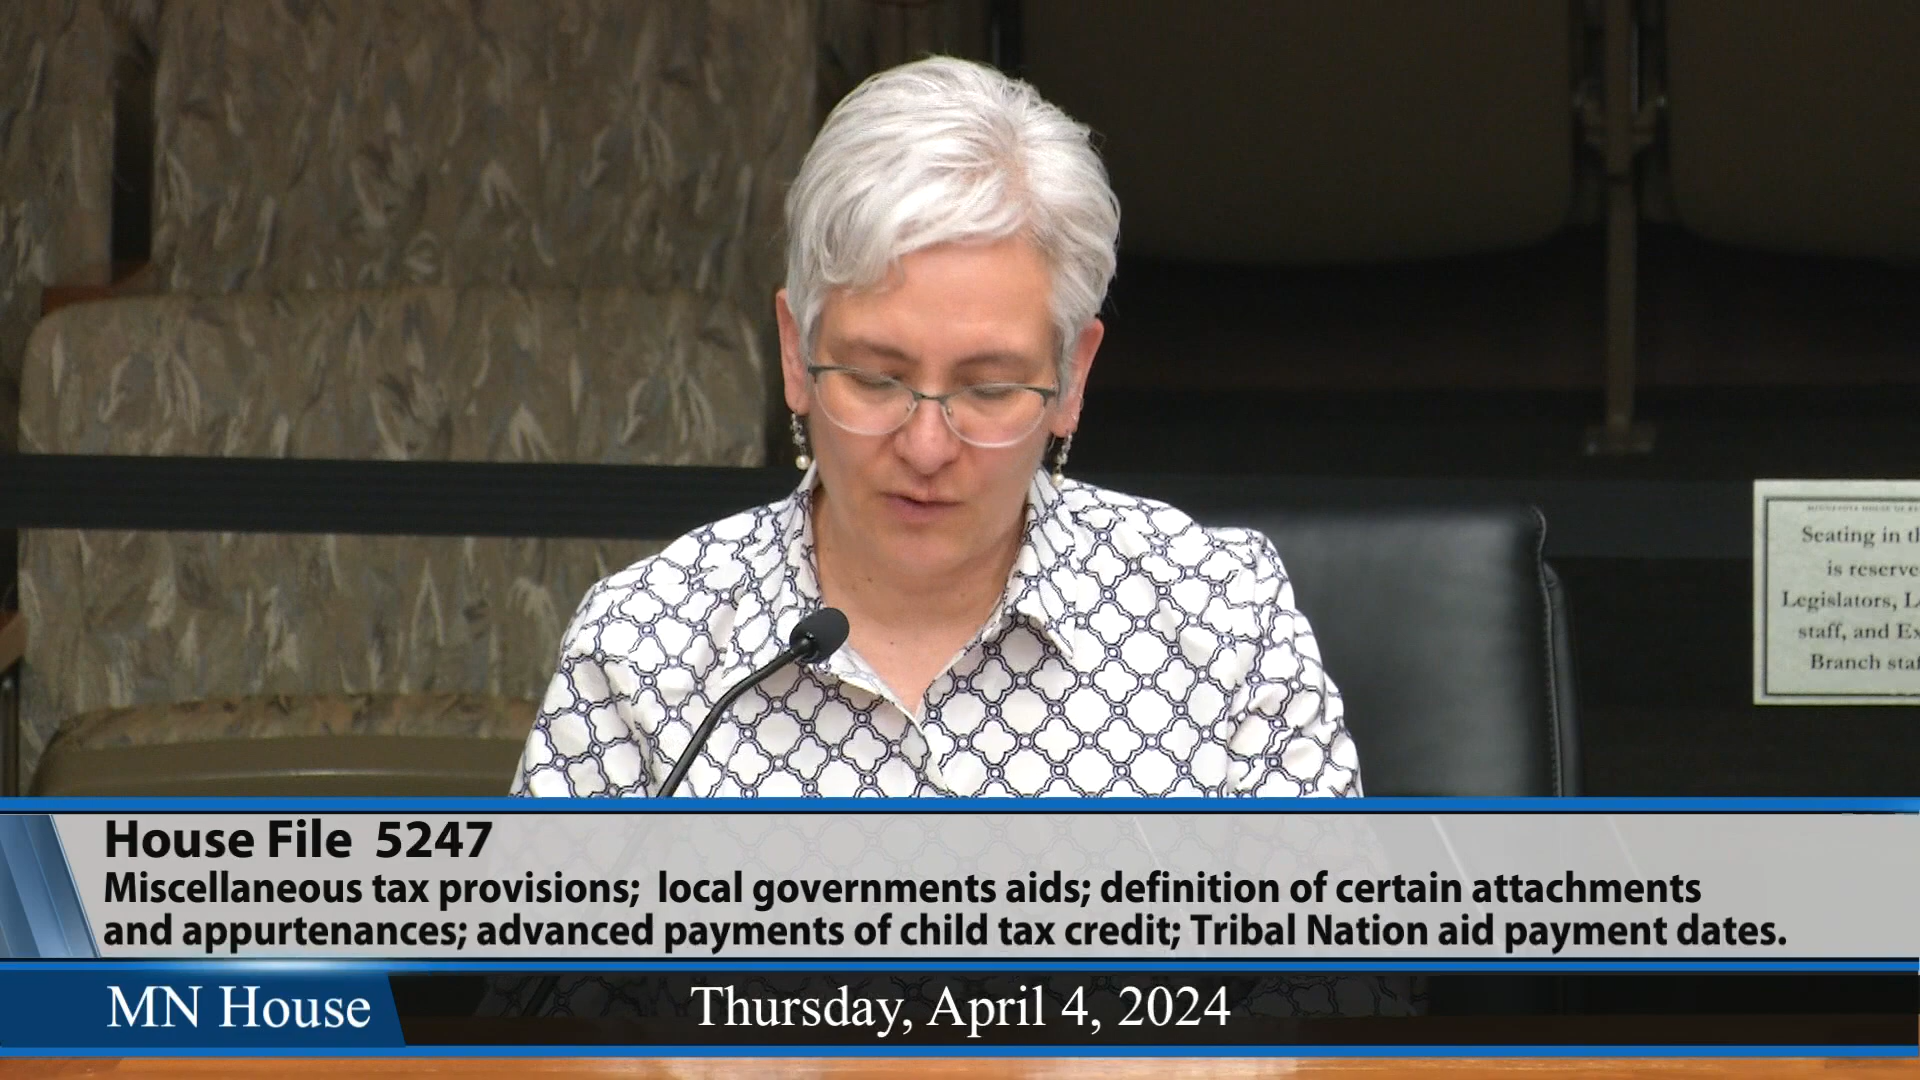 Seating in th
is reserve
Legislators, L
staff, and Ex
Branch staf
House File 5247
Miscellaneous tax provisions; local governments aids; definition of certain attachments
and appurtenances; advanced payments of child tax credit; Tribal Nation aid payment dates.
MN House
Thursday, April 4, 2024